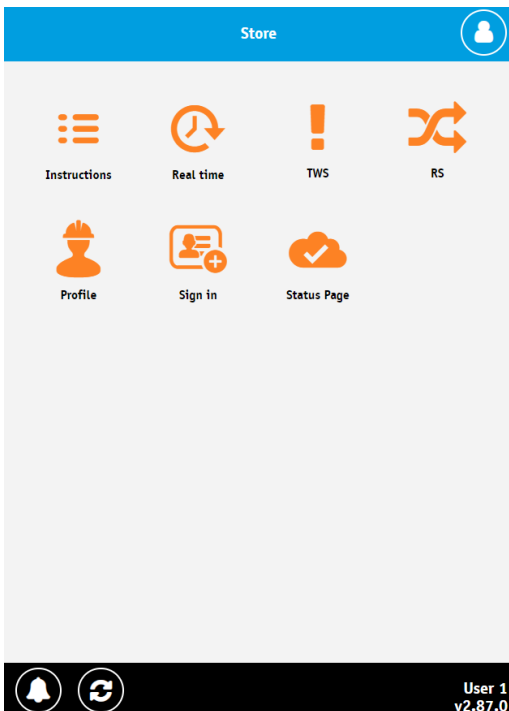 Store
Instructions
Real time
TWS
RS
Profile
Sign in
Status Page
User 1
v2.87.0